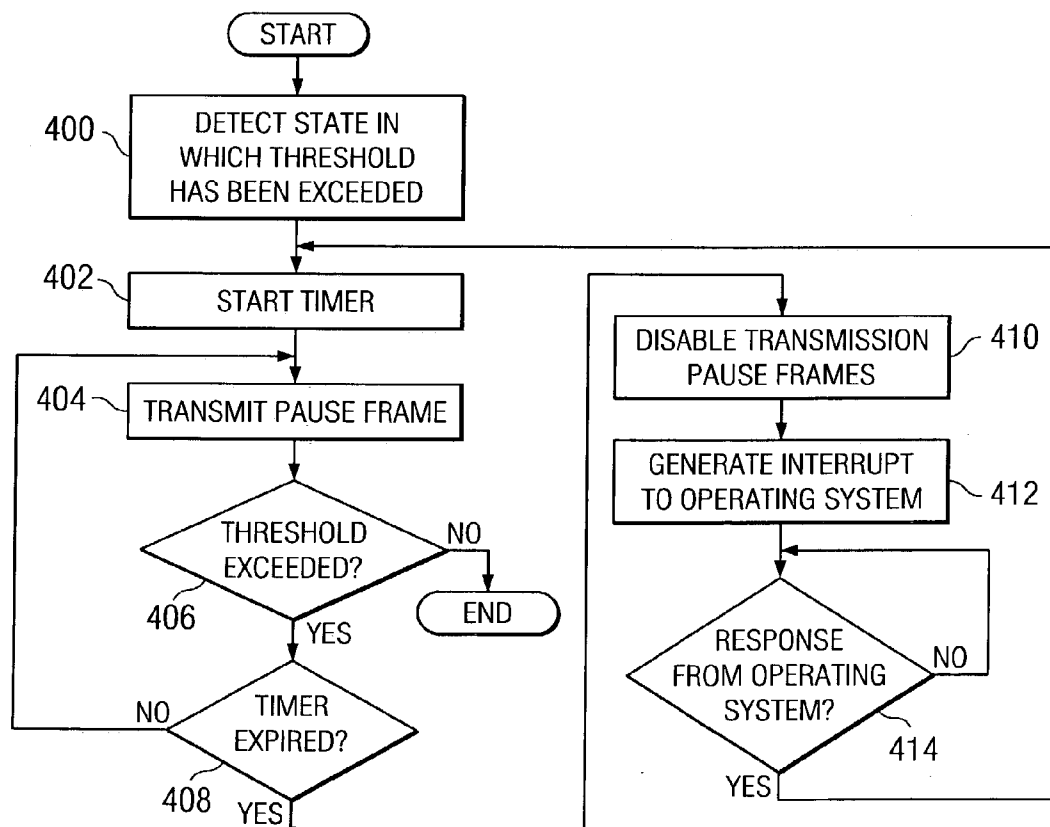 START
400
DETECT STATE IN
WHICH THRESHOLD
HAS BEEN EXCEEDED
402
START TIMER
404
TRANSMIT PAUSE FRAME
THRESHOLD
EXCEEDED?
406
NO
END
YES
TIMER
EXPIRED?
NO
408
YES
DISABLE TRANSMISSION
PAUSE FRAMES
410
GENERATE INTERRUPT
TO OPERATING SYSTEM
412
RESPONSE
FROM OPERATING
SYSTEM?
NO
414
YES